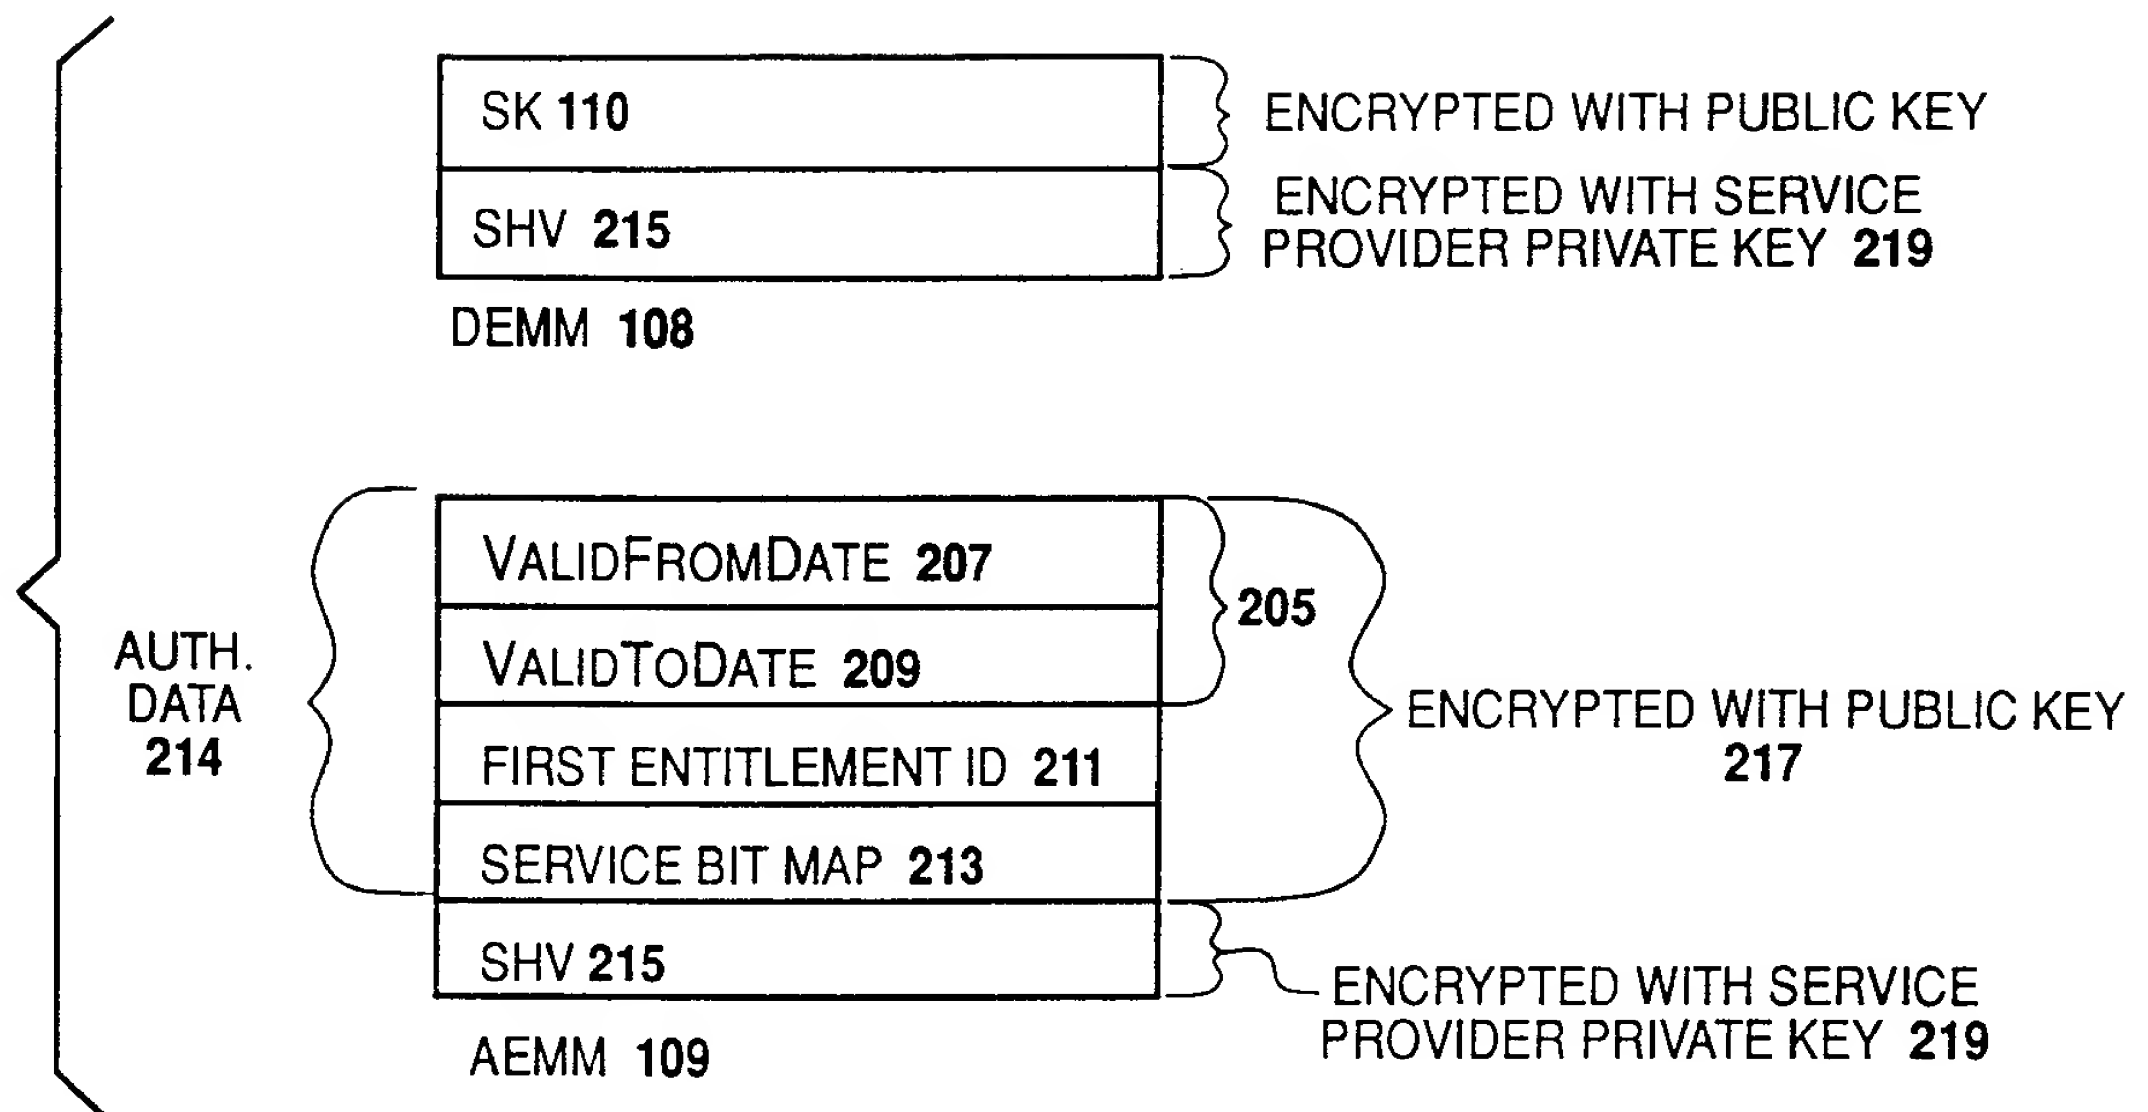 SK 110
ENCRYPTED WITH PUBLIC KEY
SHV 215
ENCRYPTED WITH SERVICE
PROVIDER PRIVATE KEY 219
DEMM 108
AUTH.
DATA
214
VALIDFROMDATE 207
VALIDTODATE 209
205
FIRST ENTITLEMENT ID 211
SERVICE BIT MAP 213
ENCRYPTED WITH PUBLIC KEY
217
SHV 215
ENCRYPTED WITH SERVICE
PROVIDER PRIVATE KEY 219
AEMM 109